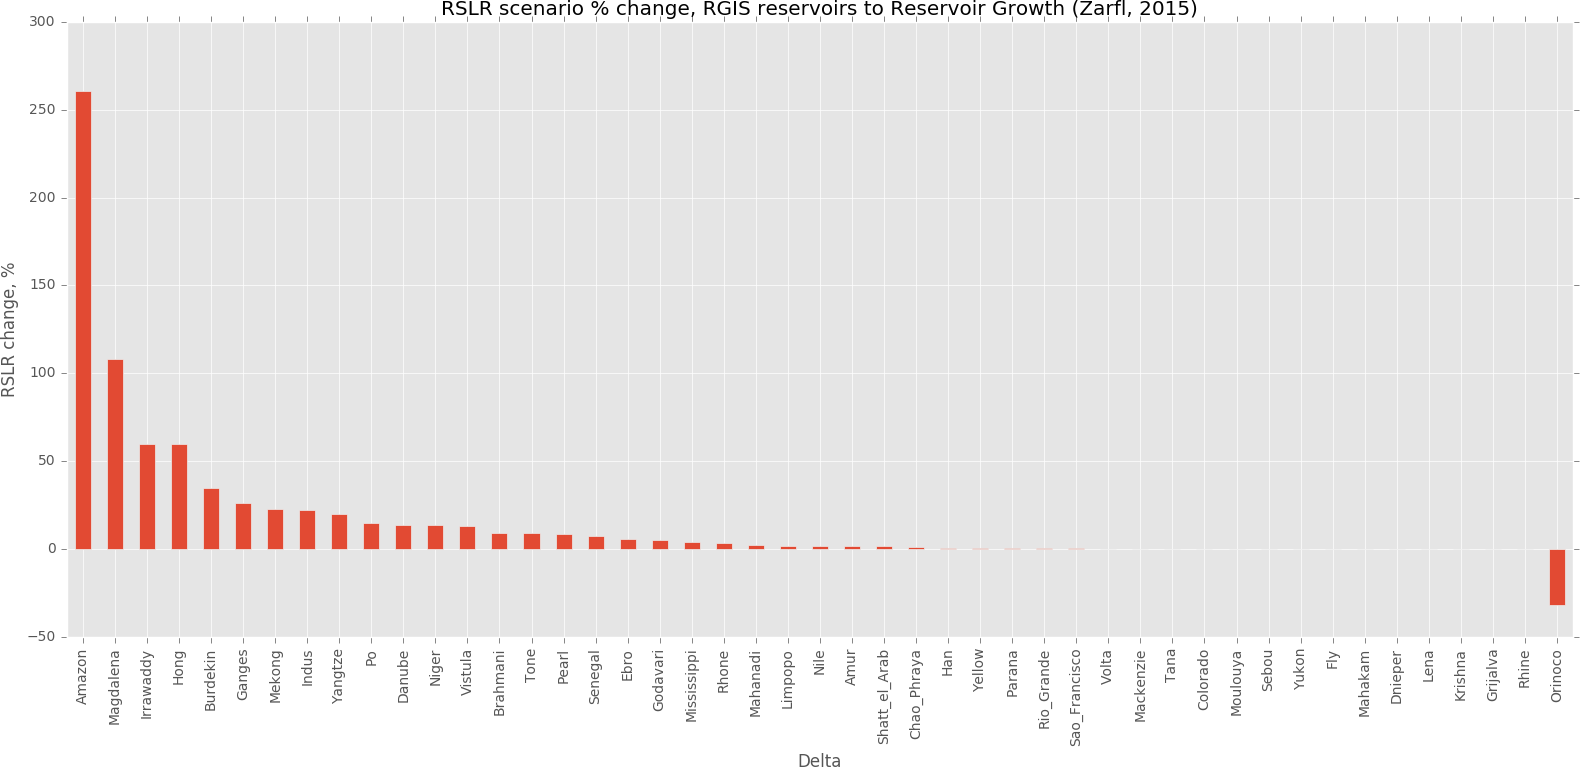 RSLR scenario % change, RGIS reservoirs to Reservoir Growth (Zarfl, 2015)
300
250
200
150
100
50
0
−50
RSLR change, %
Amazon
Magdalena
Irrawaddy
Hong
Burdekin
Ganges
Mekong
Indus
Yangtze
Po
Danube
Niger
Vistula
Brahmani
Tone
Pearl
Senegal
Ebro
Godavari
Mississippi
Rhone
Mahanadi
Limpopo
Nile
Amur
Shatt_el_Arab
Chao_Phraya
Han
Yellow
Parana
Rio_Grande
Sao_Francisco
Volta
Mackenzie
Tana
Colorado
Moulouya
Sebou
Yukon
Fly
Mahakam
Dnieper
Lena
Krishna
Grijalva
Rhine
Orinoco
Delta